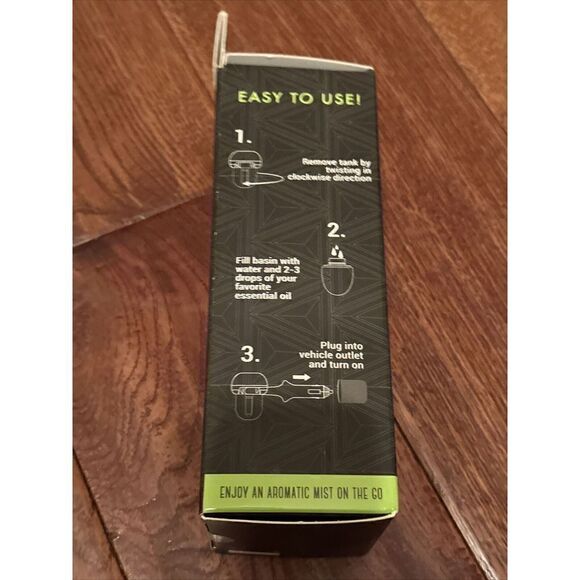 EASY TO USE!
1.
Remove tank by
twisting in
clockwise direction
2.
Fill basin with
water and 2-3
drops of your
favorite
essential oil
3.
Plug into
vehicle outlet
and turn on
ENJOY AN AROMATIC MIST ON THE GO